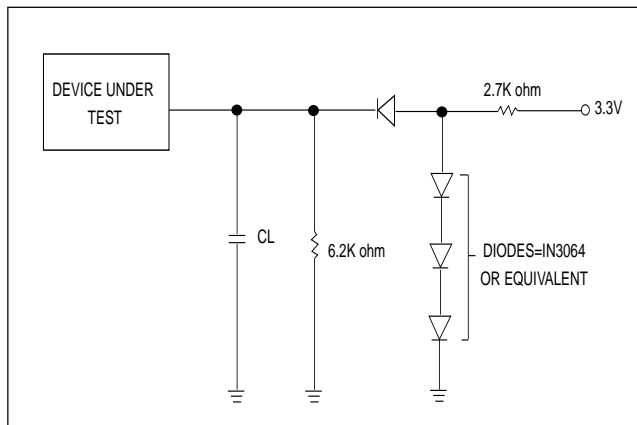 DEVICE UNDER
TEST
2.7K ohm
3.3V
CL
6.2K ohm
DIODES=IN3064
OR EQUIVALENT